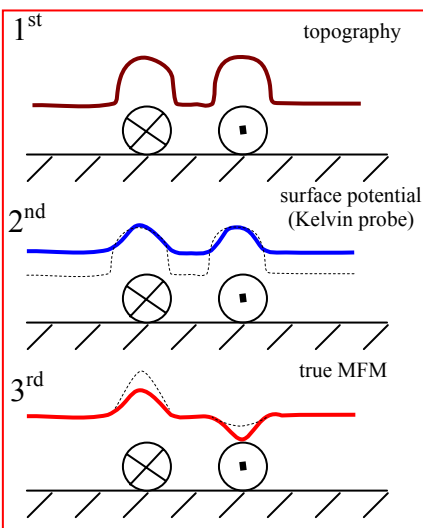 1st
topography
surface potential
2nd
(Kelvin probe)
true MFM
3rd